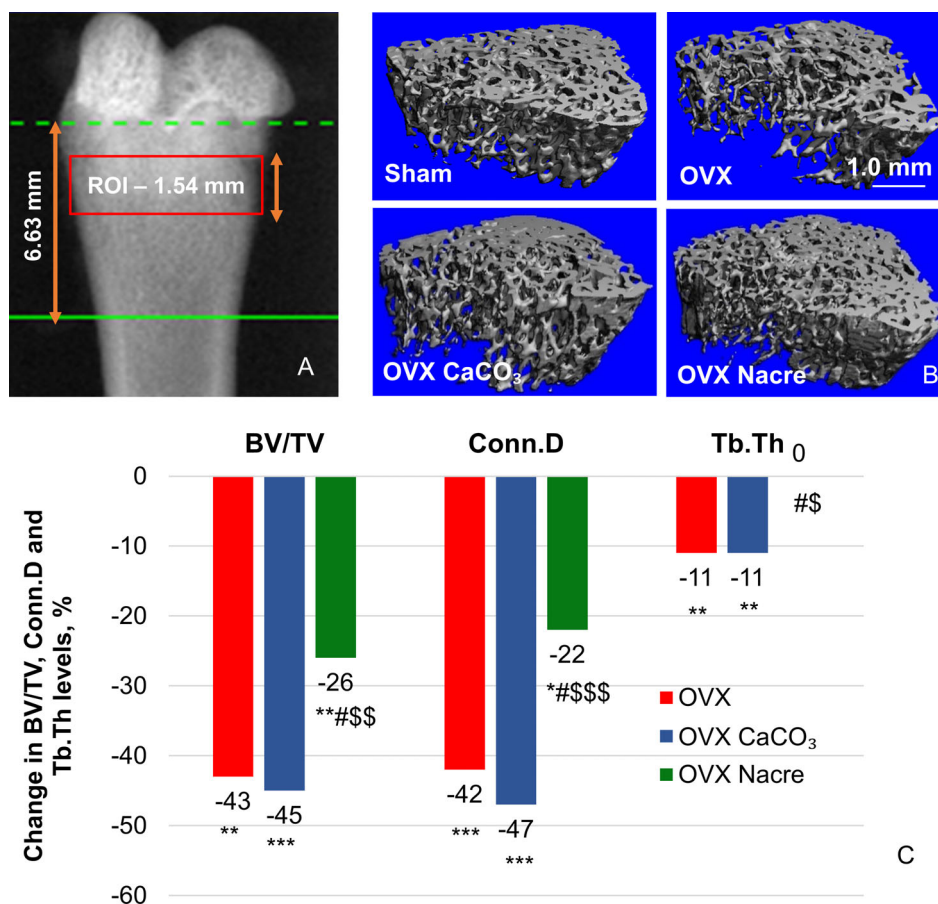 6.63 mm
ROI – 1.54 mm
A
Sham
OVX
1.0 mm
OVX CaCO₃
OVX Nacre
B
BV/TV
Conn.D
Tb.Th
0
Change in BV/TV, Conn.D and
Tb.Th levels, %
0
-10
-20
-30
-40
-50
-60
-43
**
-45
***
-26
**#$$
-42
***
-47
***
-22
*#$$$
-11
**
-11
**
#$
OVX
OVX CaCO₃
OVX Nacre
C